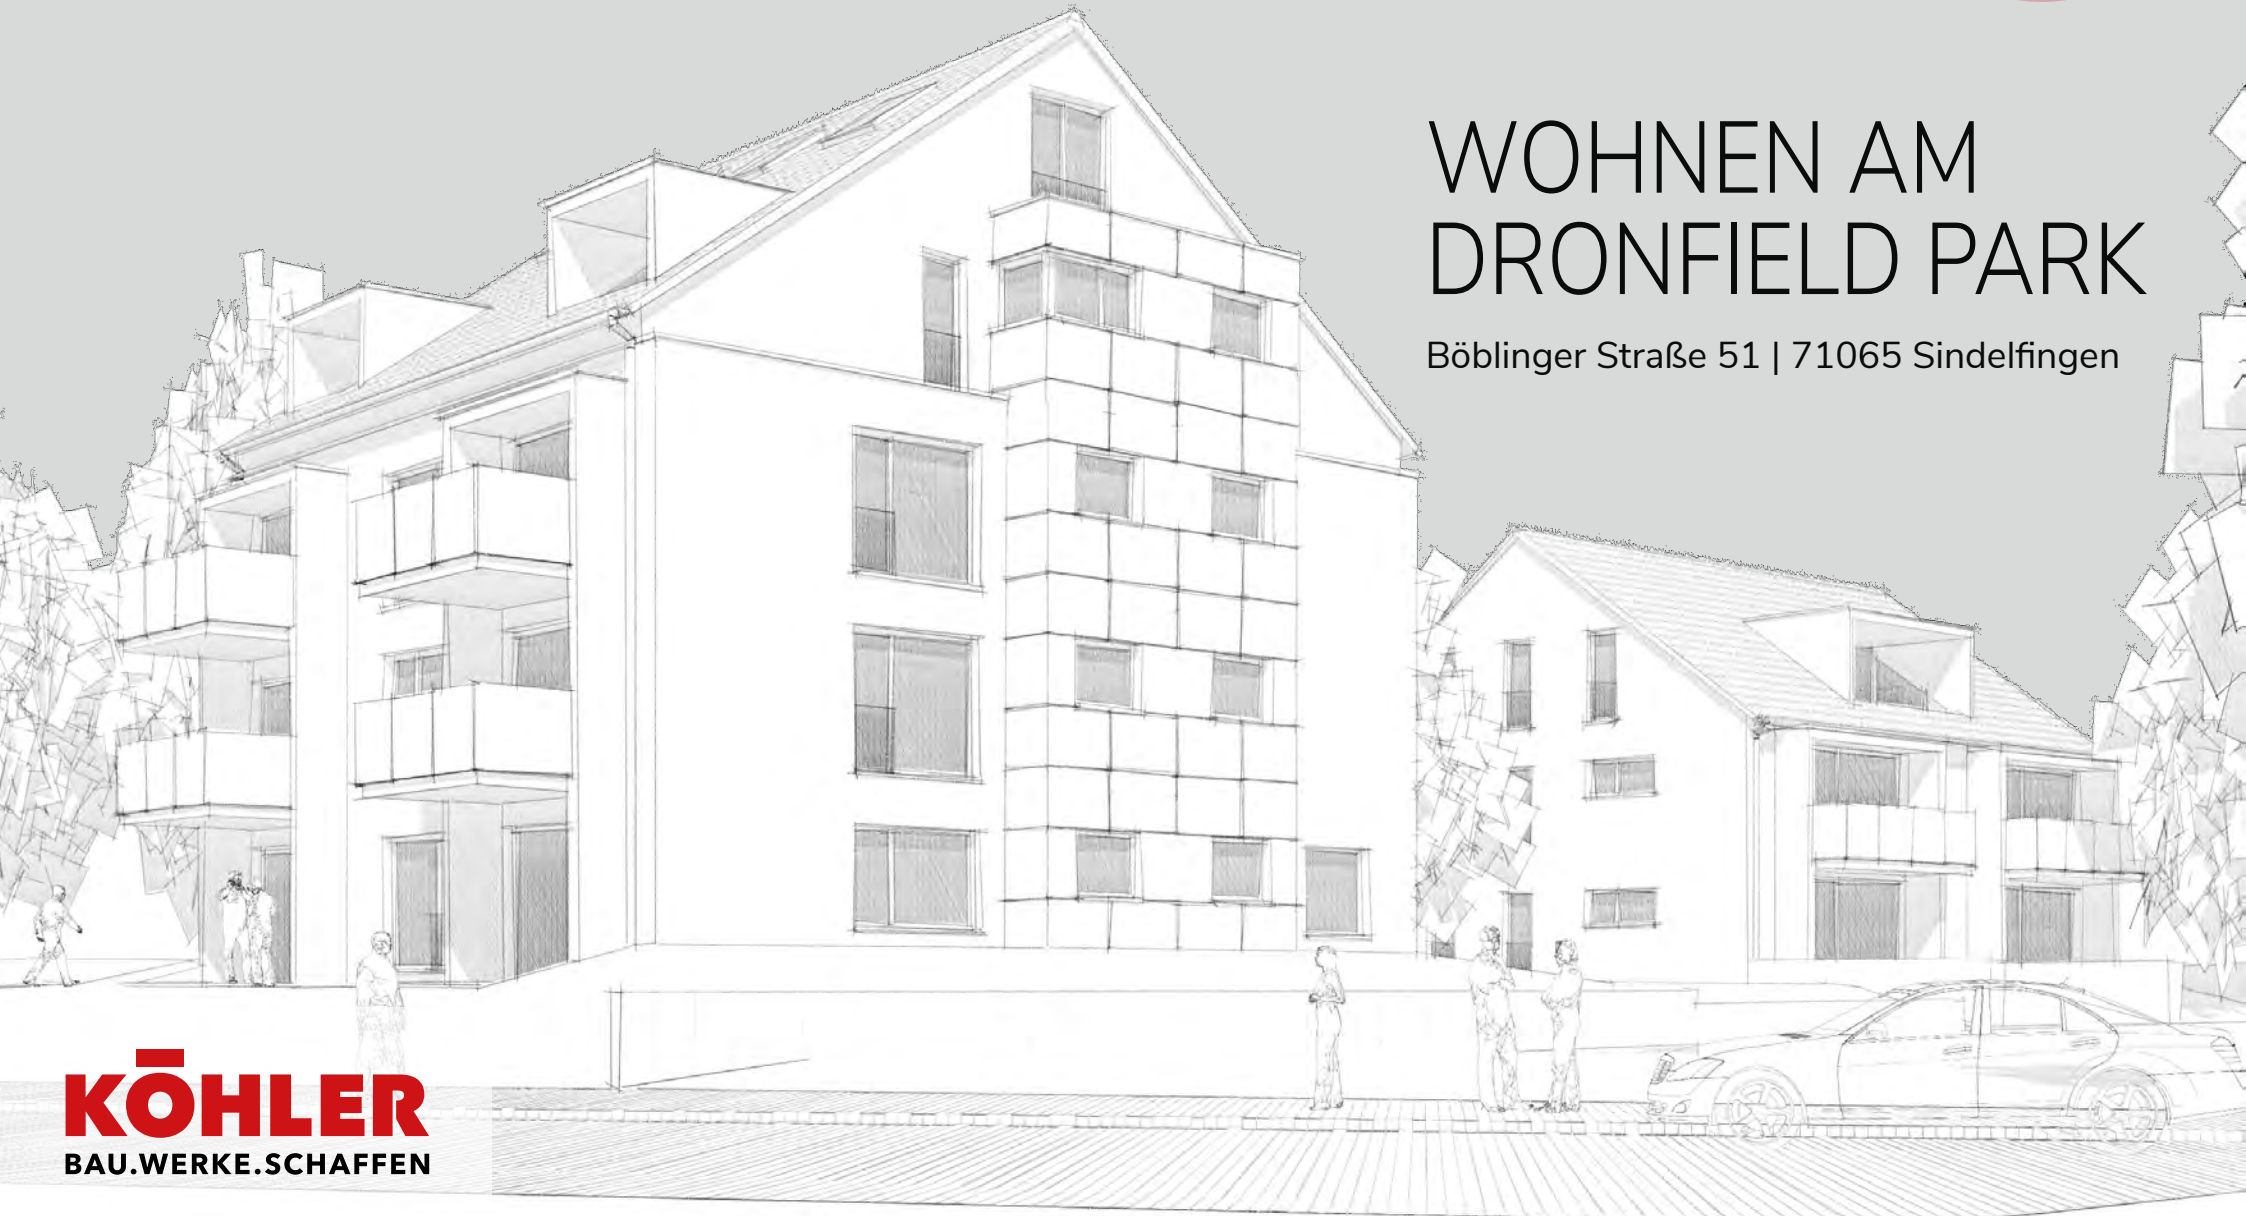 WOHNEN AM
DRONFIELD PARK
Böblinger Straße 51 | 71065 Sindelfingen
KÖHLER
BAU.WERKE.SCHAFFEN